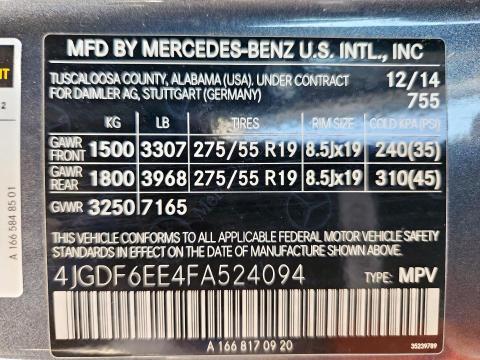 MFD BY MERCEDES-BENZ U.S. INTL., INC
TUSCALOOSA COUNTY, ALABAMA (USA). UNDER CONTRACT 12/14
FOR DAIMLER AG, STUTTGART (GERMANY) 755
KG LB TIRES RIM SIZE COLD KPA (PSI)
GAWR FRONT 1500 3307 275/55 R19 8.5Jx19 240(35)
GAWR REAR 1800 3968 275/55 R19 8.5Jx19 310(45)
GVWR 3250 7165
THIS VEHICLE CONFORMS TO ALL APPLICABLE FEDERAL MOTOR VEHICLE SAFETY
STANDARDS IN EFFECT ON THE DATE OF MANUFACTURE SHOWN ABOVE.
4JGDF6EE4FA524094 TYPE: MPV
A 166 817 09 20
35239789
A 166 584 85 01